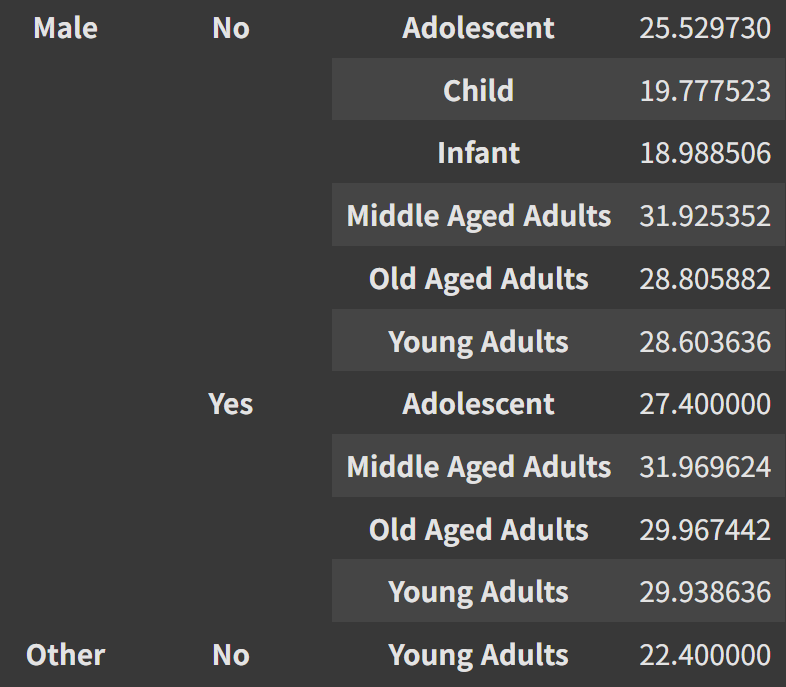 Male No Adolescent 25.529730
Child 19.777523
Infant 18.988506
Middle Aged Adults 31.925352
Old Aged Adults 28.805882
Young Adults 28.603636
Yes Adolescent 27.400000
Middle Aged Adults 31.969624
Old Aged Adults 29.967442
Young Adults 29.938636
Other No Young Adults 22.400000